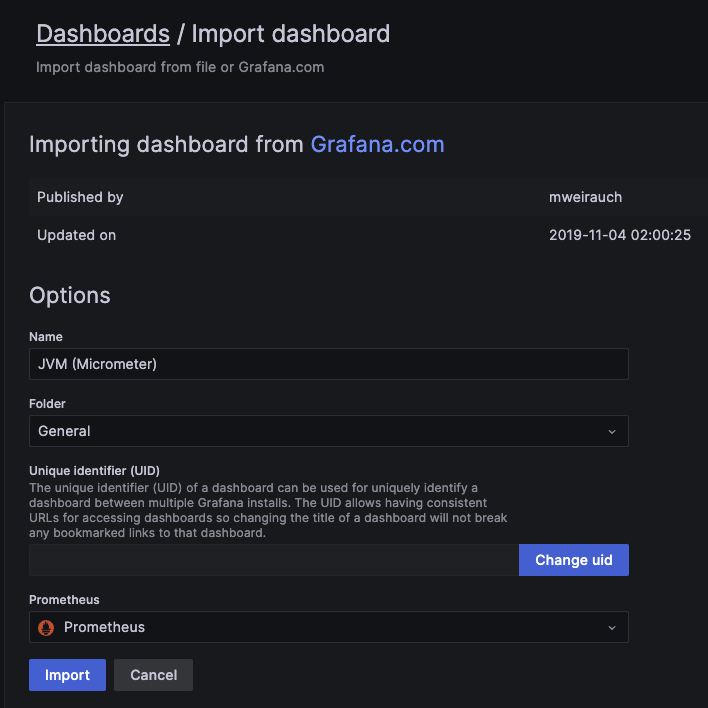 Dashboards / Import dashboard
Import dashboard from file or Grafana.com
Importing dashboard from Grafana.com
Published by mweirauch
Updated on 2019-11-04 02:00:25
Options
Name
JVM (Micrometer)
Folder
General
Unique identifier (UID)
The unique identifier (UID) of a dashboard can be used for uniquely identify a
dashboard between multiple Grafana installs. The UID allows having consistent
URLs for accessing dashboards so changing the title of a dashboard will not break
any bookmarked links to that dashboard.
Change uid
Prometheus
Prometheus
Import Cancel